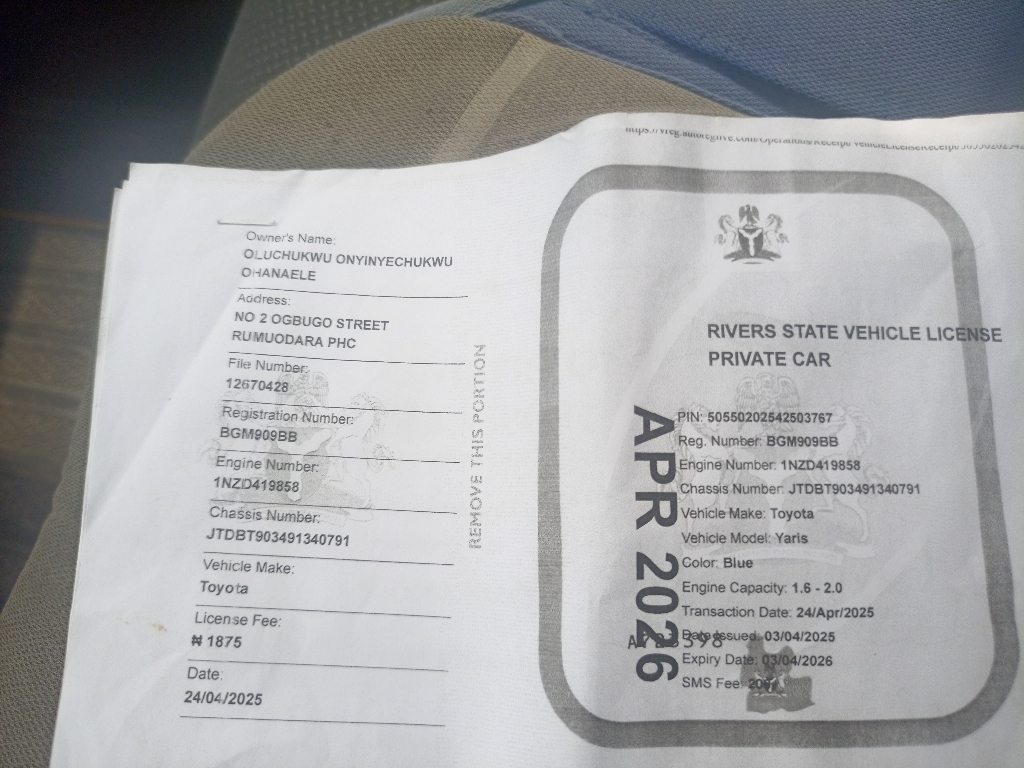 Owner's Name:
OLUCHUKWU ONYINYECHUKWU
OHANAELE
Address:
NO 2 OGBUGO STREET
RUMUODARA PHC
File Number:
12670428
Registration Number:
BGM909BB
Engine Number:
1NZD419858
Chassis Number:
JTDBT903491340791
Vehicle Make:
Toyota
License Fee:
₦ 1875
Date:
24/04/2025
REMOVE THIS PORTION
RIVERS STATE VEHICLE LICENSE
PRIVATE CAR
APR 2026
PIN: 50550202542503767
Reg. Number: BGM909BB
Engine Number: 1NZD419858
Chassis Number: JTDBT903491340791
Vehicle Make: Toyota
Vehicle Model: Yaris
Color: Blue
Engine Capacity: 1.6 - 2.0
Transaction Date: 24/Apr/2025
Date Issued: 03/04/2025
Expiry Date: 03/04/2026
SMS Fee: